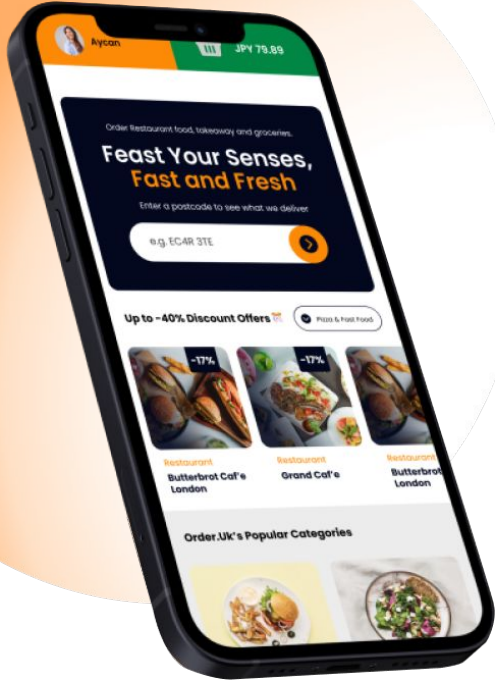 Aycan
JPY 79.89
Order Restaurant food, takeaway and groceries.
Feast Your Senses,
Fast and Fresh
Enter a postcode to see what we deliver
e.g. EC4R 3TE
Up to -40% Discount Offers 🎊
Pizza & Fast Food
-17%
-17%
Restaurant
Restaurant
Restaurant
Butterbrot Caf'e
London
Grand Caf'e
Butterbrot
London
Order.Uk's Popular Categories